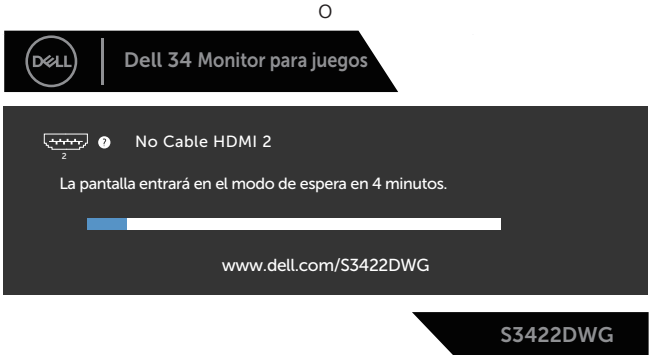 O
DELL
Dell 34 Monitor para juegos
2
?
No Cable HDMI 2
La pantalla entrará en el modo de espera en 4 minutos.
www.dell.com/S3422DWG
S3422DWG